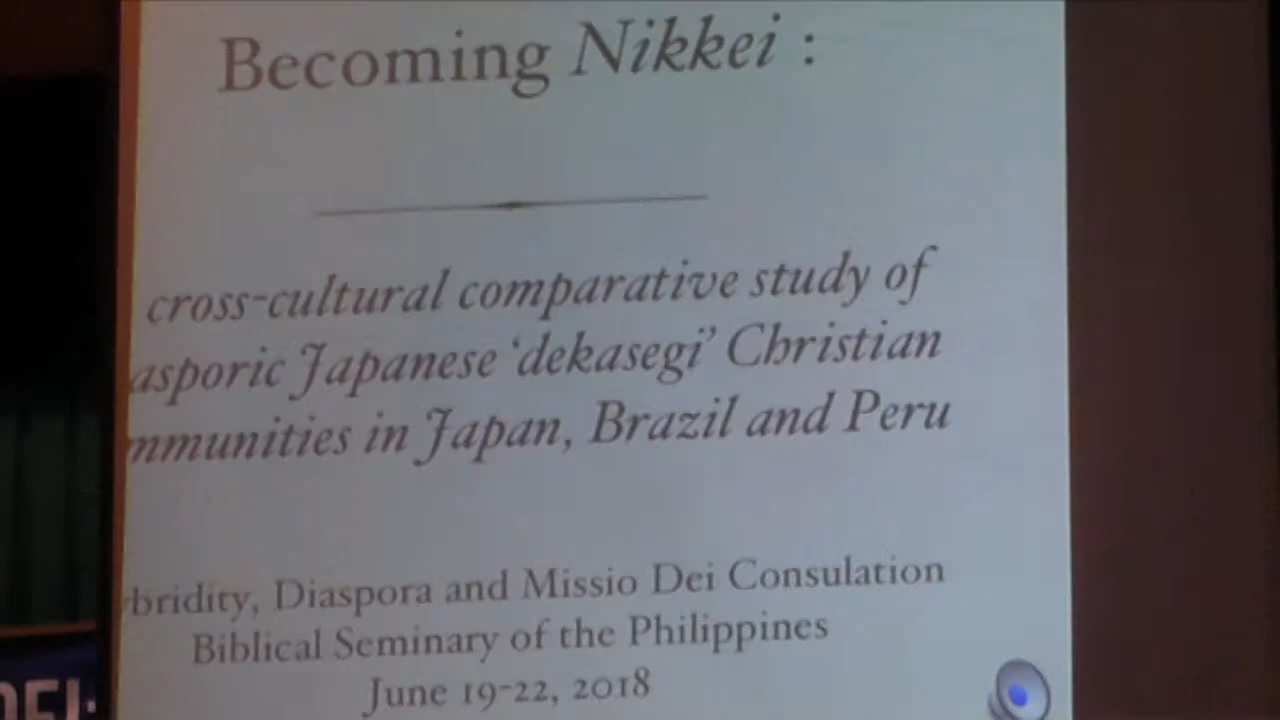 Becoming Nikkei :
cross-cultural comparative study of
asporic Japanese ‘dekasegi’ Christian
mmunities in Japan, Brazil and Peru
bridity, Diaspora and Missio Dei Consulation
Biblical Seminary of the Philippines
June 19-22, 2018